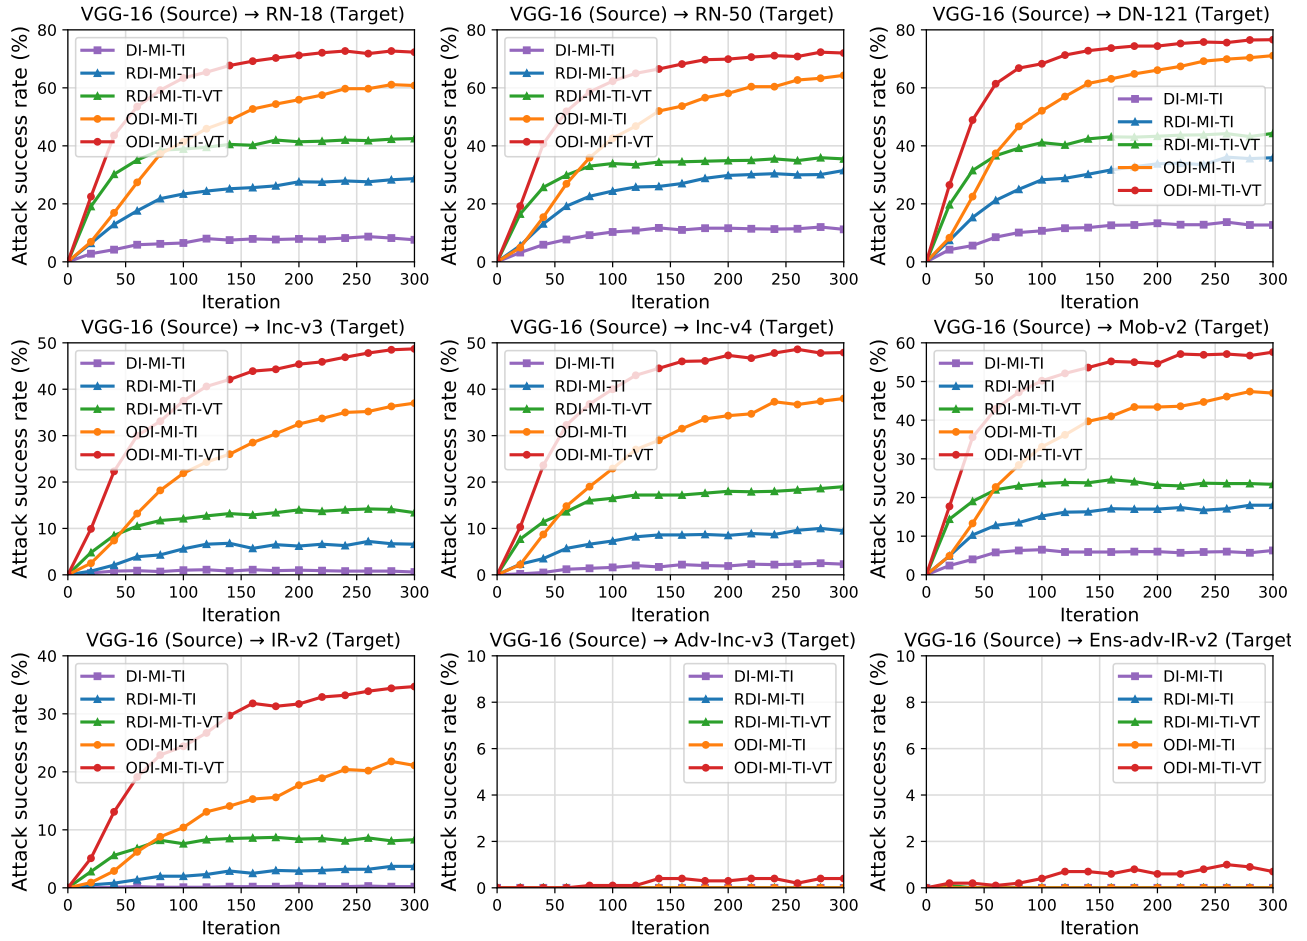 VGG-16 (Source) → RN-18 (Target)
Attack success rate (%)
80
60
40
20
0
DI-MI-TI
RDI-MI-TI
RDI-MI-TI-VT
ODI-MI-TI
ODI-MI-TI-VT
0 50 100 150 200 250 300
Iteration
VGG-16 (Source) → RN-50 (Target)
Attack success rate (%)
80
60
40
20
0
DI-MI-TI
RDI-MI-TI
RDI-MI-TI-VT
ODI-MI-TI
ODI-MI-TI-VT
0 50 100 150 200 250 300
Iteration
VGG-16 (Source) → DN-121 (Target)
Attack success rate (%)
80
60
40
20
0
DI-MI-TI
RDI-MI-TI
RDI-MI-TI-VT
ODI-MI-TI
ODI-MI-TI-VT
0 50 100 150 200 250 300
Iteration
VGG-16 (Source) → Inc-v3 (Target)
Attack success rate (%)
50
40
30
20
10
0
DI-MI-TI
RDI-MI-TI
RDI-MI-TI-VT
ODI-MI-TI
ODI-MI-TI-VT
0 50 100 150 200 250 300
Iteration
VGG-16 (Source) → Inc-v4 (Target)
Attack success rate (%)
50
40
30
20
10
0
DI-MI-TI
RDI-MI-TI
RDI-MI-TI-VT
ODI-MI-TI
ODI-MI-TI-VT
0 50 100 150 200 250 300
Iteration
VGG-16 (Source) → Mob-v2 (Target)
Attack success rate (%)
60
50
40
30
20
10
0
DI-MI-TI
RDI-MI-TI
RDI-MI-TI-VT
ODI-MI-TI
ODI-MI-TI-VT
0 50 100 150 200 250 300
Iteration
VGG-16 (Source) → IR-v2 (Target)
Attack success rate (%)
40
30
20
10
0
DI-MI-TI
RDI-MI-TI
RDI-MI-TI-VT
ODI-MI-TI
ODI-MI-TI-VT
0 50 100 150 200 250 300
Iteration
VGG-16 (Source) → Adv-Inc-v3 (Target)
Attack success rate (%)
10
8
6
4
2
0
DI-MI-TI
RDI-MI-TI
RDI-MI-TI-VT
ODI-MI-TI
ODI-MI-TI-VT
0 50 100 150 200 250 300
Iteration
VGG-16 (Source) → Ens-adv-IR-v2 (Target
Attack success rate (%)
10
8
6
4
2
0
DI-MI-TI
RDI-MI-TI
RDI-MI-TI-VT
ODI-MI-TI
ODI-MI-TI-VT
0 50 100 150 200 250 300
Iteration